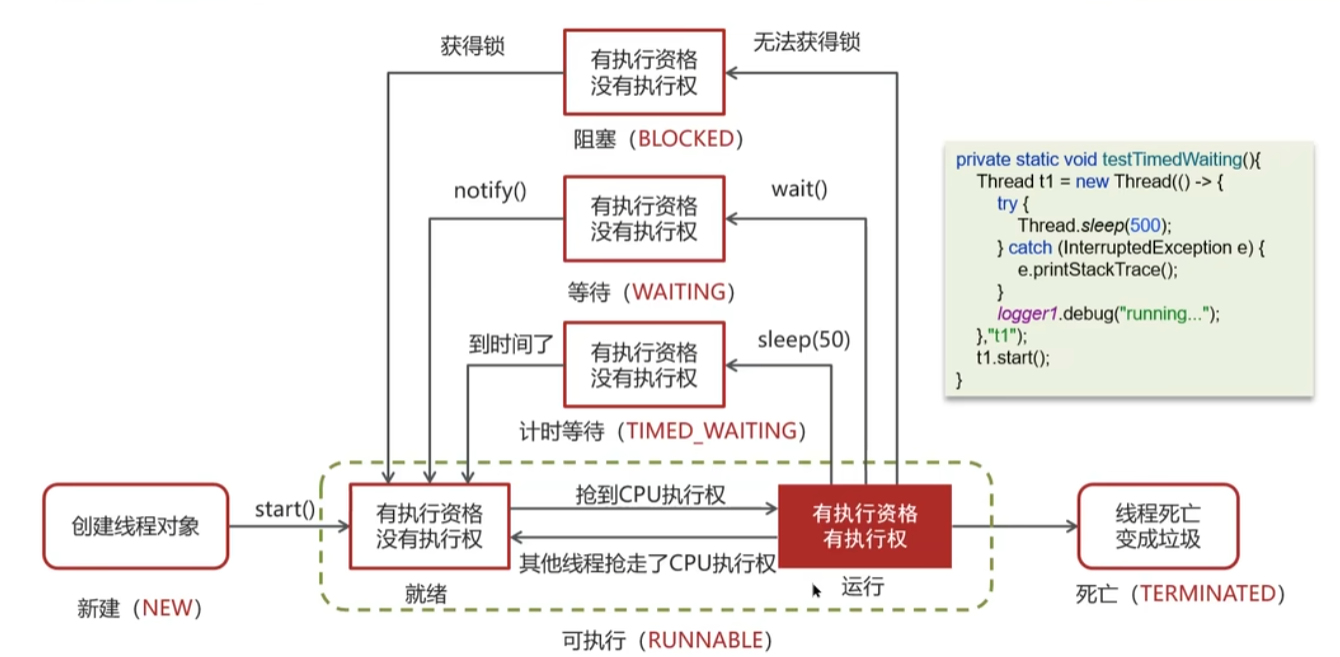 获得锁
有执行资格
没有执行权
无法获得锁
阻塞（BLOCKED）
notify()
有执行资格
没有执行权
wait()
等待（WAITING）
到时间了
有执行资格
没有执行权
sleep(50)
计时等待（TIMED_WAITING）
private static void testTimedWaiting(){
Thread t1 = new Thread(() -> {
try {
Thread.sleep(500);
} catch (InterruptedException e) {
e.printStackTrace();
}
logger1.debug("running...");
},"t1");
t1.start();
}
创建线程对象
新建（NEW）
start()
有执行资格
没有执行权
就绪
抢到CPU执行权
其他线程抢走了CPU执行权
有执行资格
有执行权
运行
可执行（RUNNABLE）
线程死亡
变成垃圾
死亡（TERMINATED）